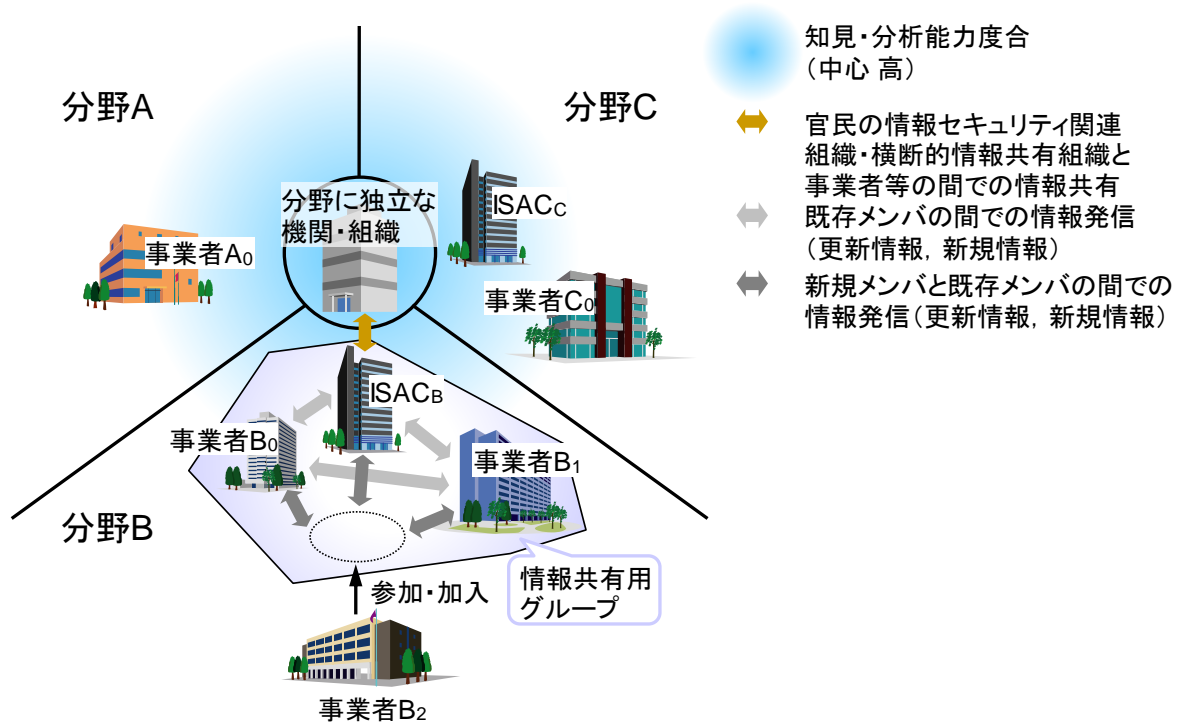 分野A
分野C
分野に独立な
機関・組織
ISACC
事業者A0
事業者C0
ISACB
事業者B0
事業者B1
分野B
情報共有用
グループ
参加・加入
事業者B2
知見・分析能力度合
(中心 高)
官民の情報セキュリティ関連
組織・横断的情報共有組織と
事業者等の間での情報共有
既存メンバの間での情報発信
(更新情報, 新規情報)
新規メンバと既存メンバの間での
情報発信(更新情報, 新規情報)